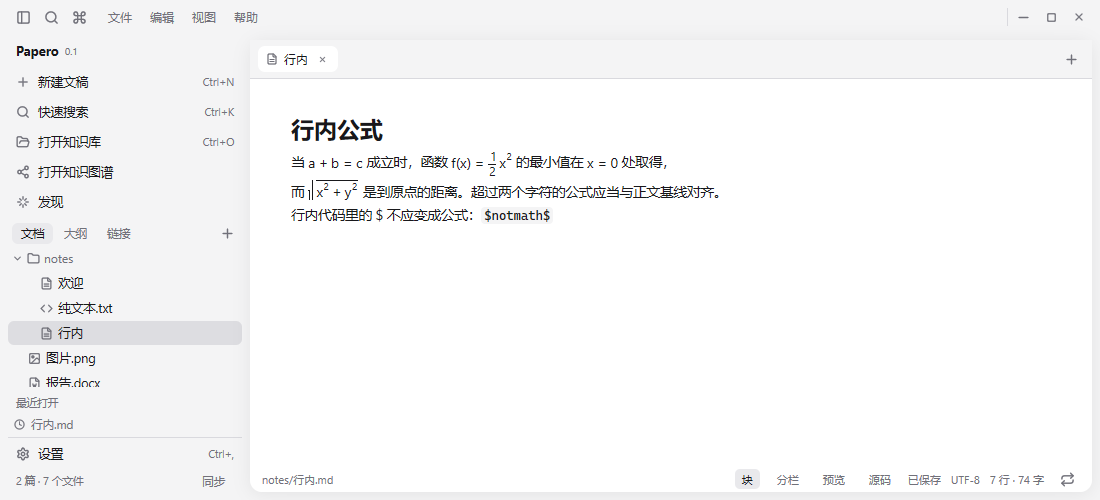 文件 编辑 视图 帮助
Papero 0.1
新建文稿 Ctrl+N
快速搜索 Ctrl+K
打开知识库 Ctrl+O
打开知识图谱
发现
文档 大纲 链接
notes
欢迎
纯文本.txt
行内
图片.png
报告.docx
最近打开
行内.md
设置 Ctrl+,
2 篇 · 7 个文件 同步
行内
行内公式
当 a + b = c 成立时，函数 f(x) = 1/2 x² 的最小值在 x = 0 处取得，
而 √x² + y² 是到原点的距离。超过两个字符的公式应当与正文基线对齐。
行内代码里的 $ 不应变成公式： $notmath$
notes/行内.md 块 分栏 预览 源码 已保存 UTF-8 7 行 · 74 字